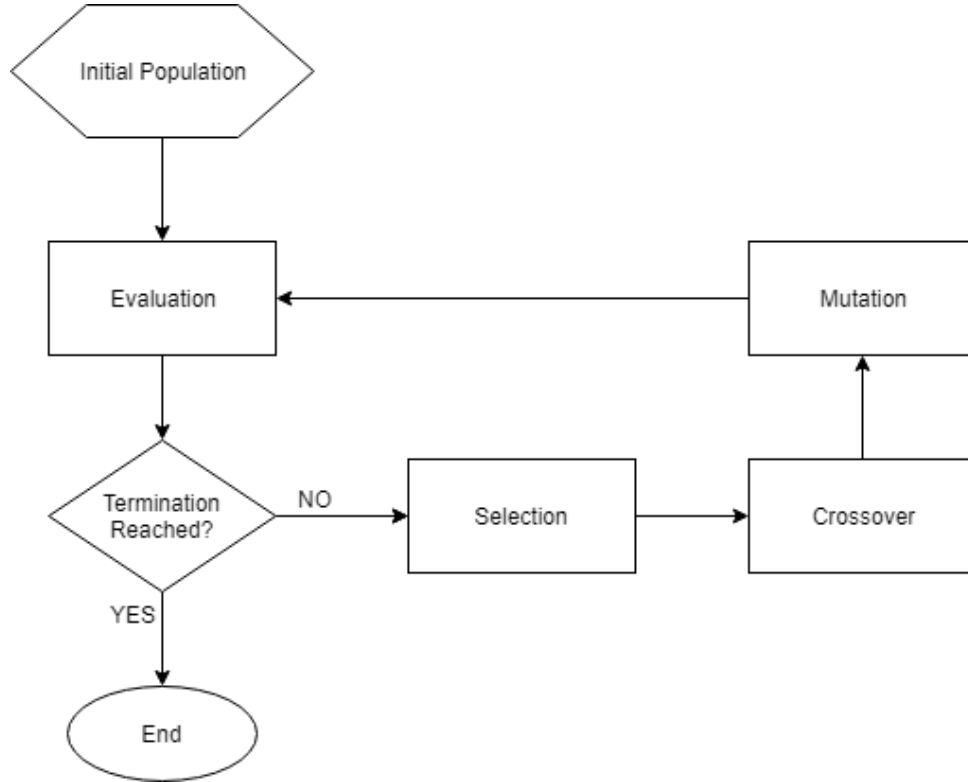 Initial Population
Evaluation
Mutation
Termination
Reached?
NO
Selection
Crossover
YES
End